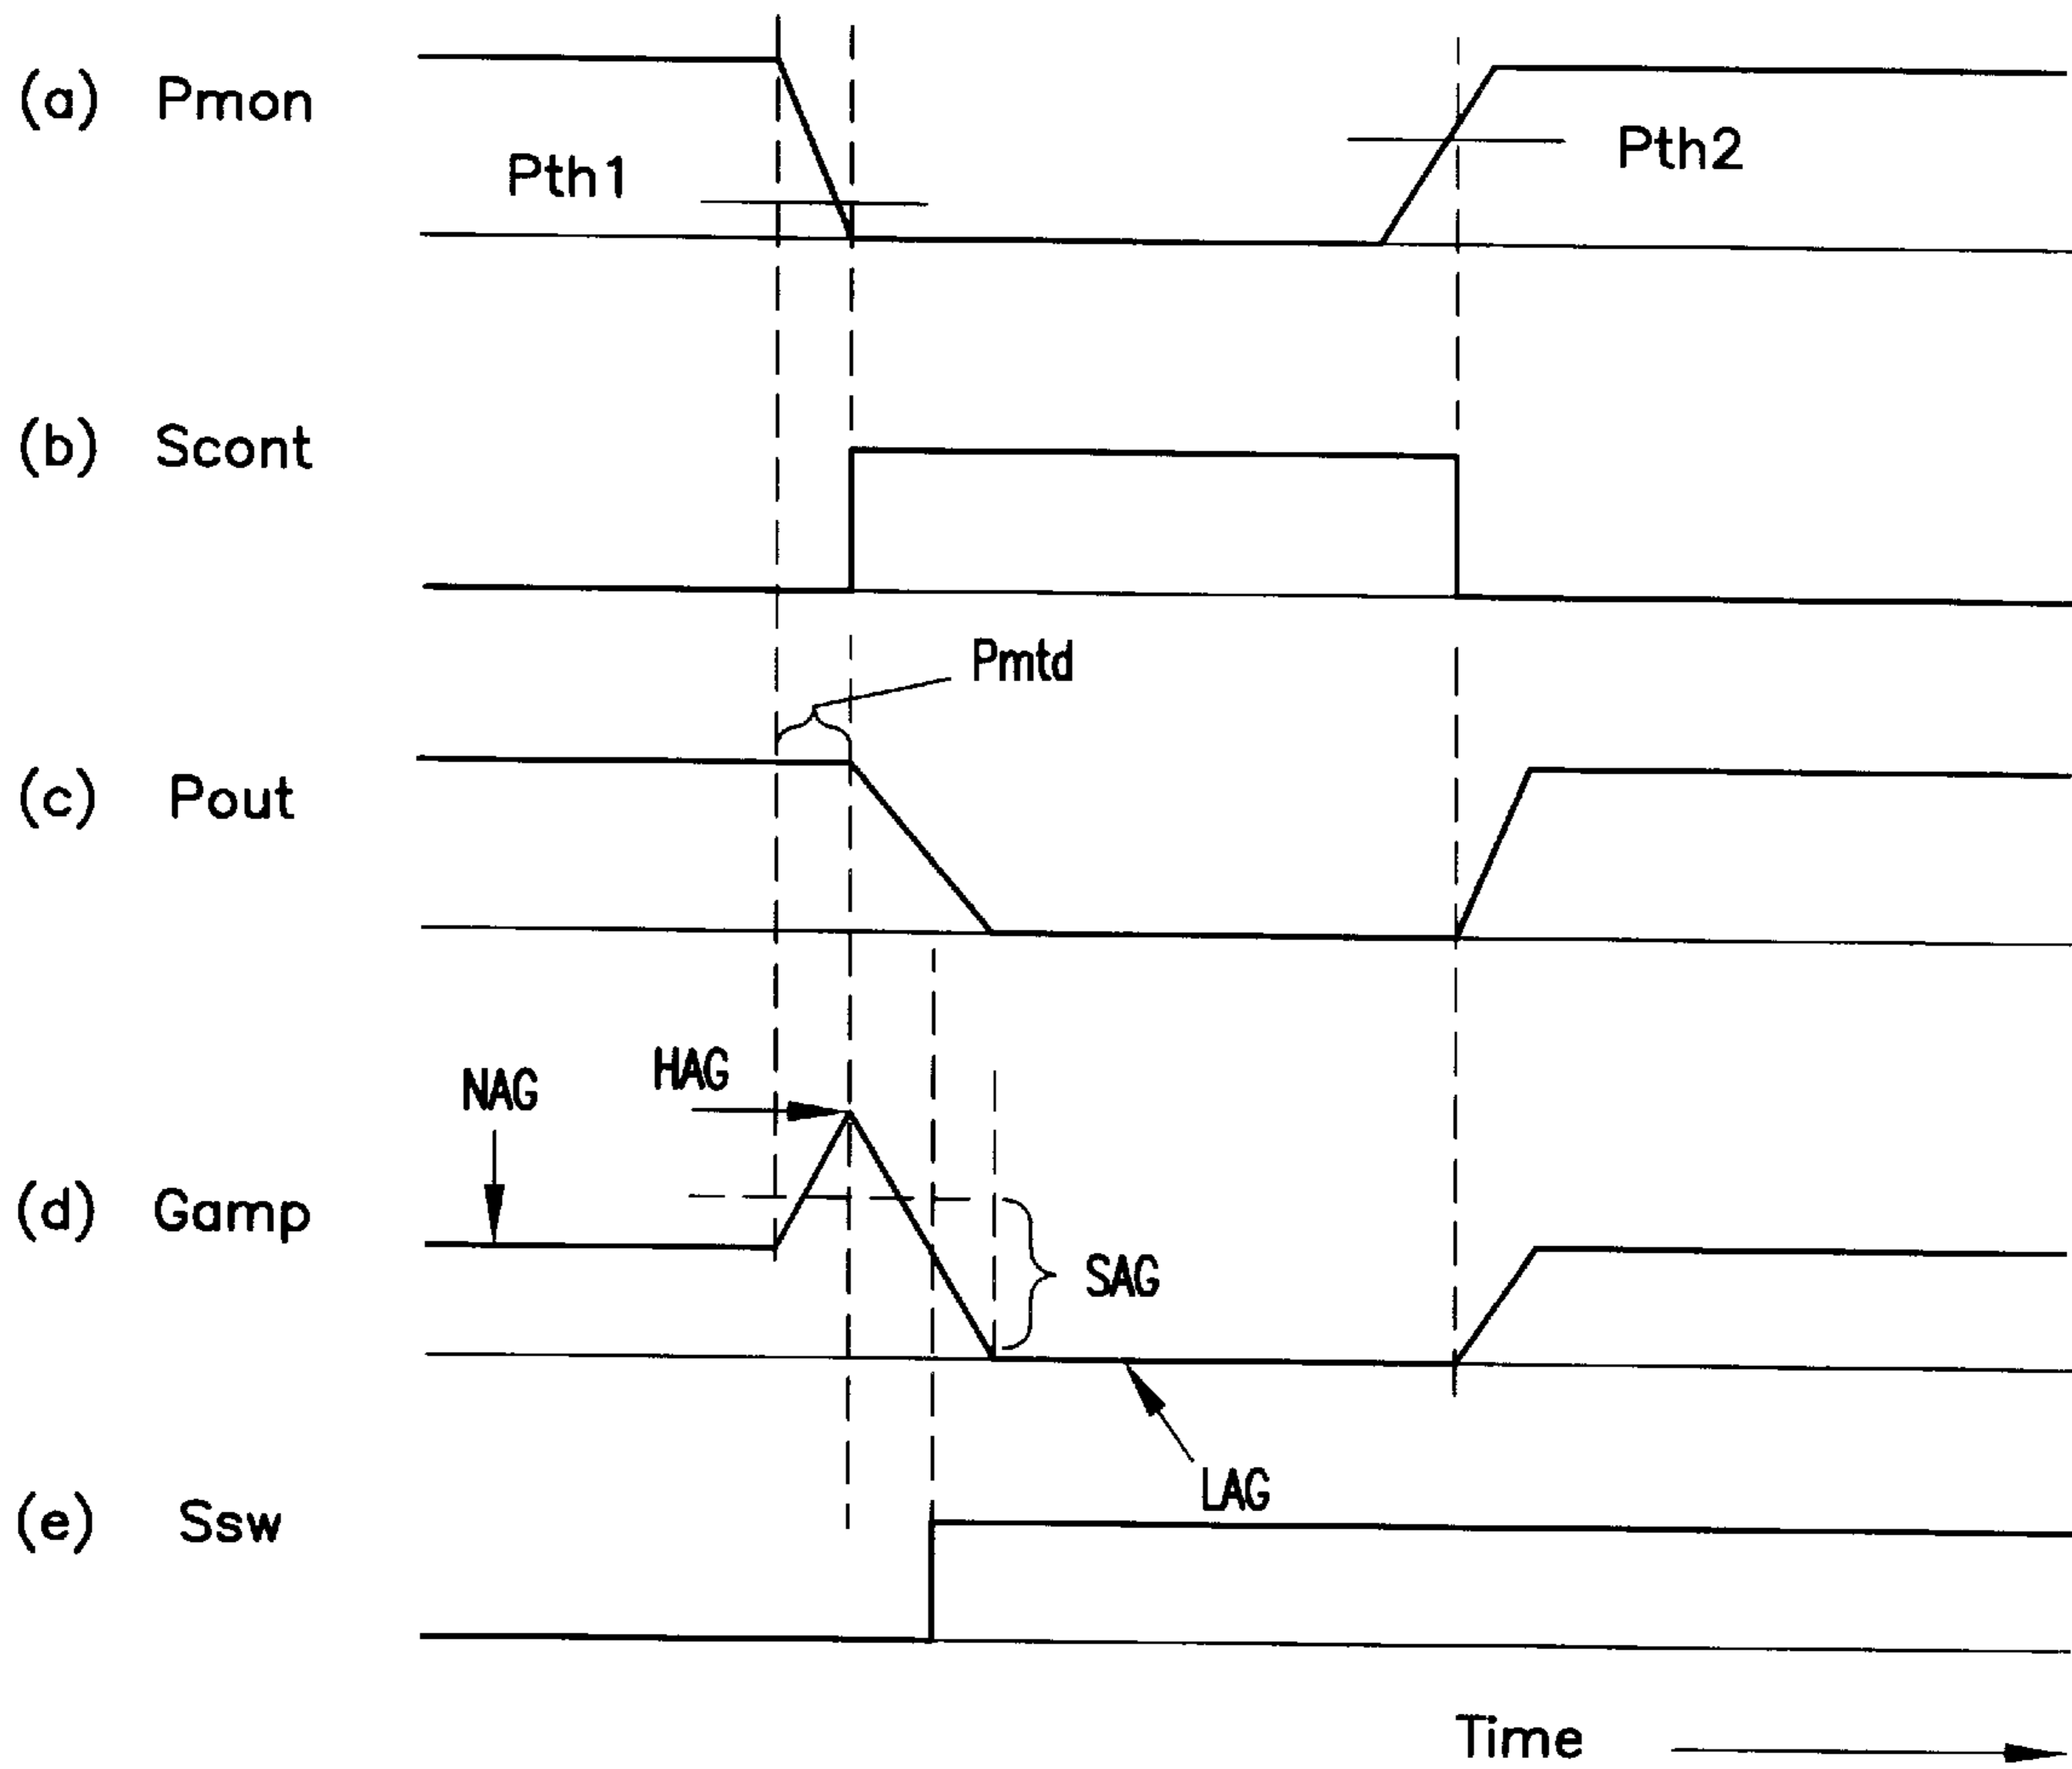 (a) Pmon
Pth1
Pth2
(b) Scont
Pmtd
(c) Pout
NAG
HAG
(d) Gamp
SAG
LAG
(e) Ssw
Time